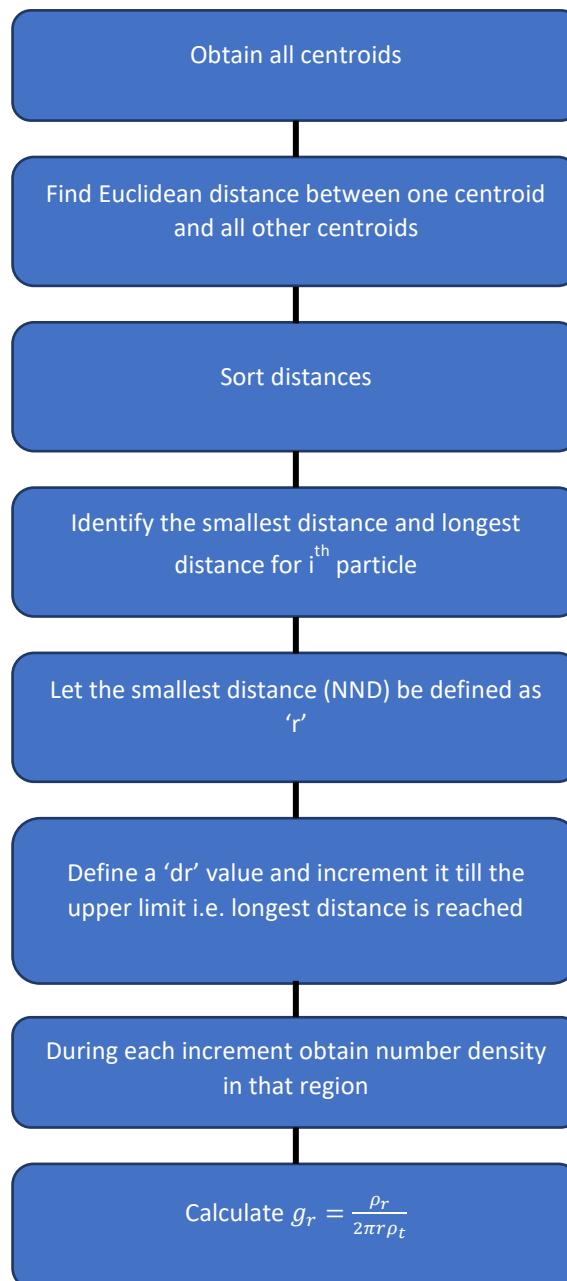 Obtain all centroids
Find Euclidean distance between one centroid
and all other centroids
Sort distances
Identify the smallest distance and longest
distance for i^th particle
Let the smallest distance (NND) be defined as
‘r’
Define a ‘dr’ value and increment it till the
upper limit i.e. longest distance is reached
During each increment obtain number density
in that region
Calculate g_r = ρ_r / 2πrρ_t